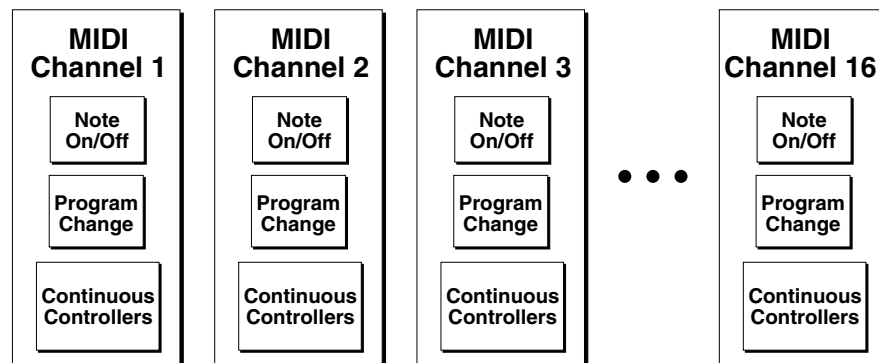 MIDI
Channel 1
Note
On/Off
Program
Change
Continuous
Controllers
MIDI
Channel 2
Note
On/Off
Program
Change
Continuous
Controllers
MIDI
Channel 3
Note
On/Off
Program
Change
Continuous
Controllers
• • •
MIDI
Channel 16
Note
On/Off
Program
Change
Continuous
Controllers